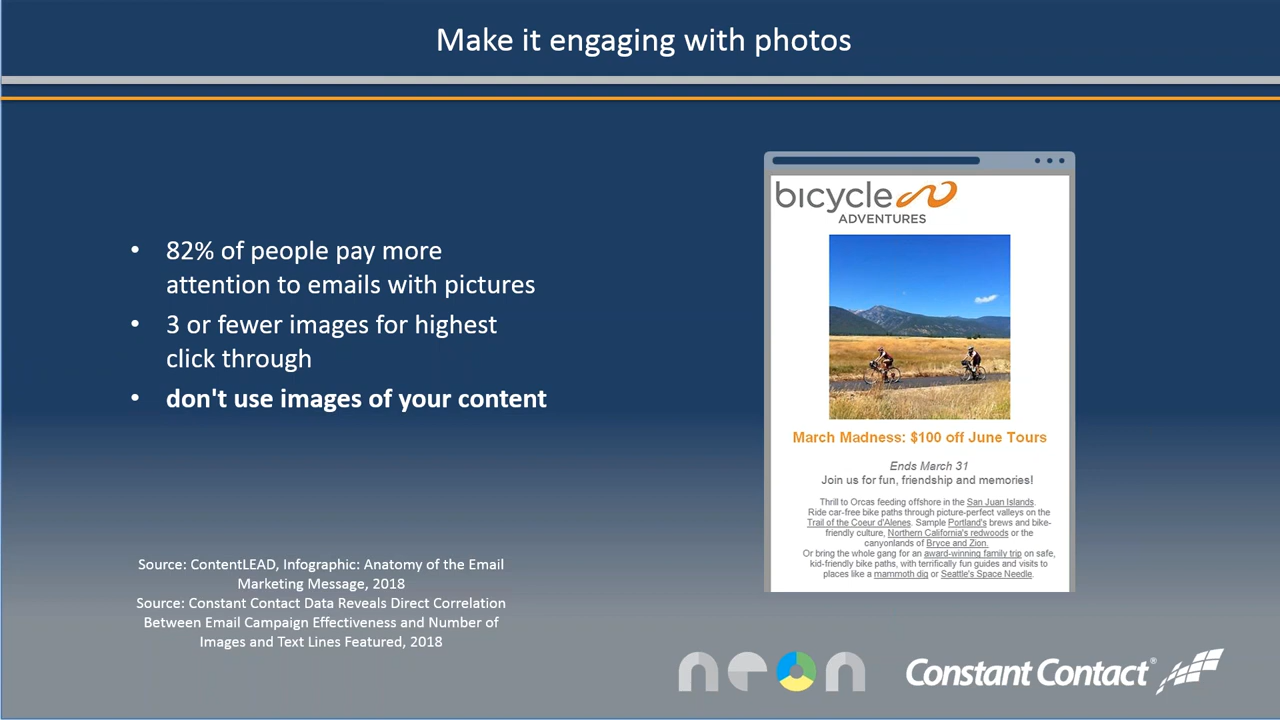 Make it engaging with photos
• 82% of people pay more
attention to emails with pictures
• 3 or fewer images for highest
click through
• don't use images of your content
Source: ContentLEAD, Infographic: Anatomy of the Email
Marketing Message, 2018
Source: Constant Contact Data Reveals Direct Correlation
Between Email Campaign Effectiveness and Number of
Images and Text Lines Featured, 2018
bicycle
ADVENTURES
March Madness: $100 off June Tours
Ends March 31
Join us for fun, friendship and memories!
Thrill to Orcas feeding offshore in the San Juan Islands.
Ride car-free bike paths through picture-perfect valleys on the
Trail of the Coeur d'Alenes. Sample Portland's brews and bike-
friendly culture, Northern California's redwoods or the
canyonlands of Bryce and Zion.
Or bring the whole gang for an award-winning family trip on safe,
kid-friendly bike paths, with terrifically fun guides and visits to
places like a mammoth dig or Seattle's Space Needle.
neon
Constant Contact®